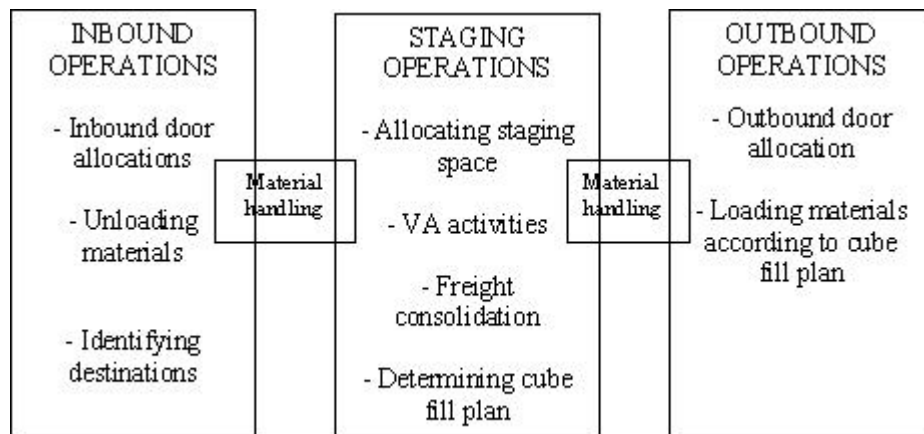 INBOUND
OPERATIONS
- Inbound door
allocations
- Unloading
materials
- Identifying
destinations
Material
handling
STAGING
OPERATIONS
- Allocating staging
space
- VA activities
- Freight
consolidation
- Determining cube
fill plan
Material
handling
OUTBOUND
OPERATIONS
- Outbound door
allocation
- Loading materials
according to cube
fill plan